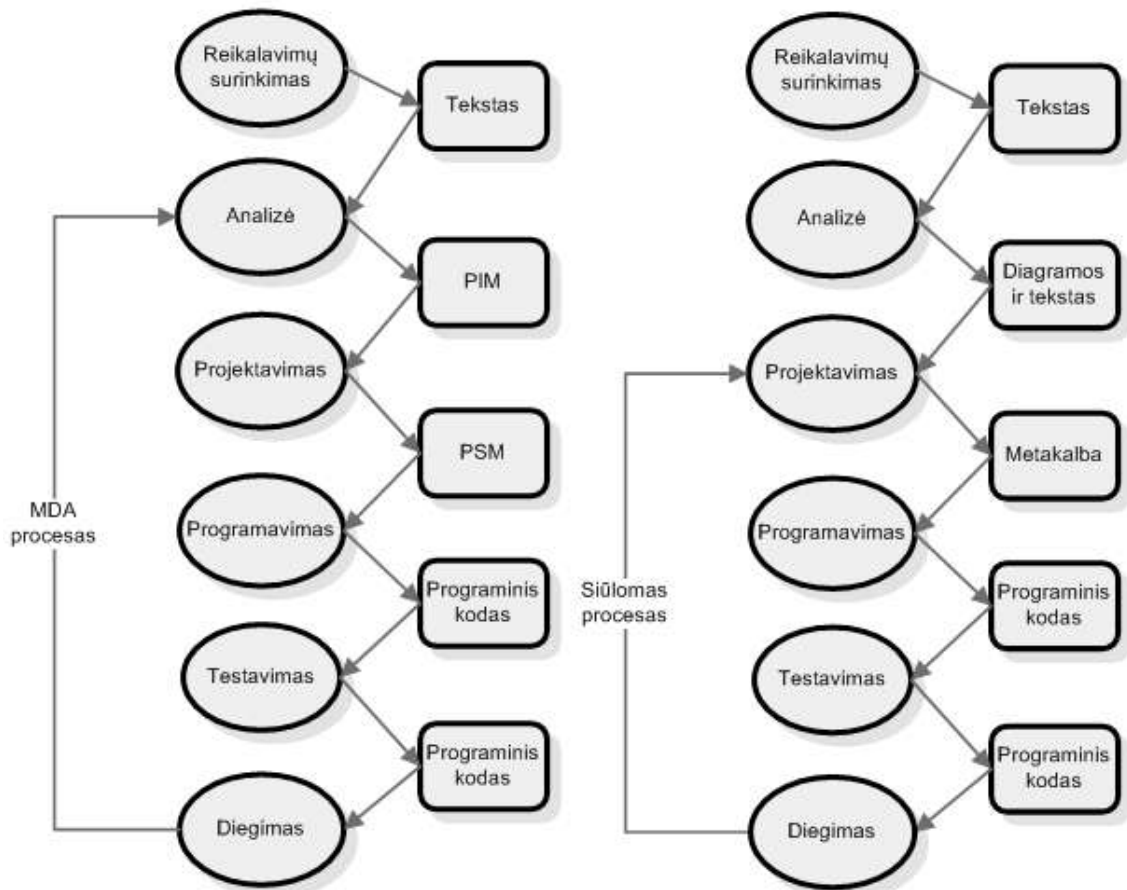 Reikalavimų
surinkimas
Tekstas
Analizė
PIM
Projektavimas
PSM
MDA
procesas
Programavimas
Programinis
kodas
Testavimas
Programinis
kodas
Diegimas
Reikalavimų
surinkimas
Tekstas
Analizė
Diagramos
ir tekstas
Projektavimas
Metakalba
Programavimas
Siūlomas
procesas
Programinis
kodas
Testavimas
Programinis
kodas
Diegimas